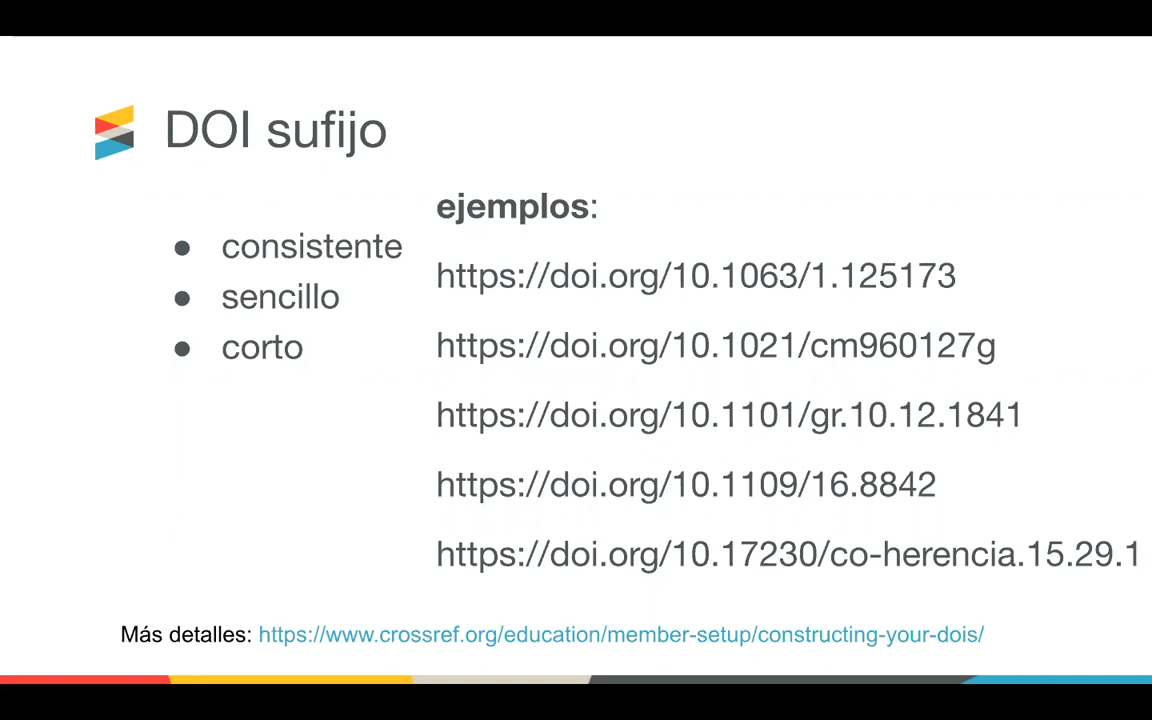 DOI sufijo
● consistente
● sencillo
● corto
ejemplos:
https://doi.org/10.1063/1.125173
https://doi.org/10.1021/cm960127g
https://doi.org/10.1101/gr.10.12.1841
https://doi.org/10.1109/16.8842
https://doi.org/10.17230/co-herencia.15.29.1
Más detalles: https://www.crossref.org/education/member-setup/constructing-your-dois/